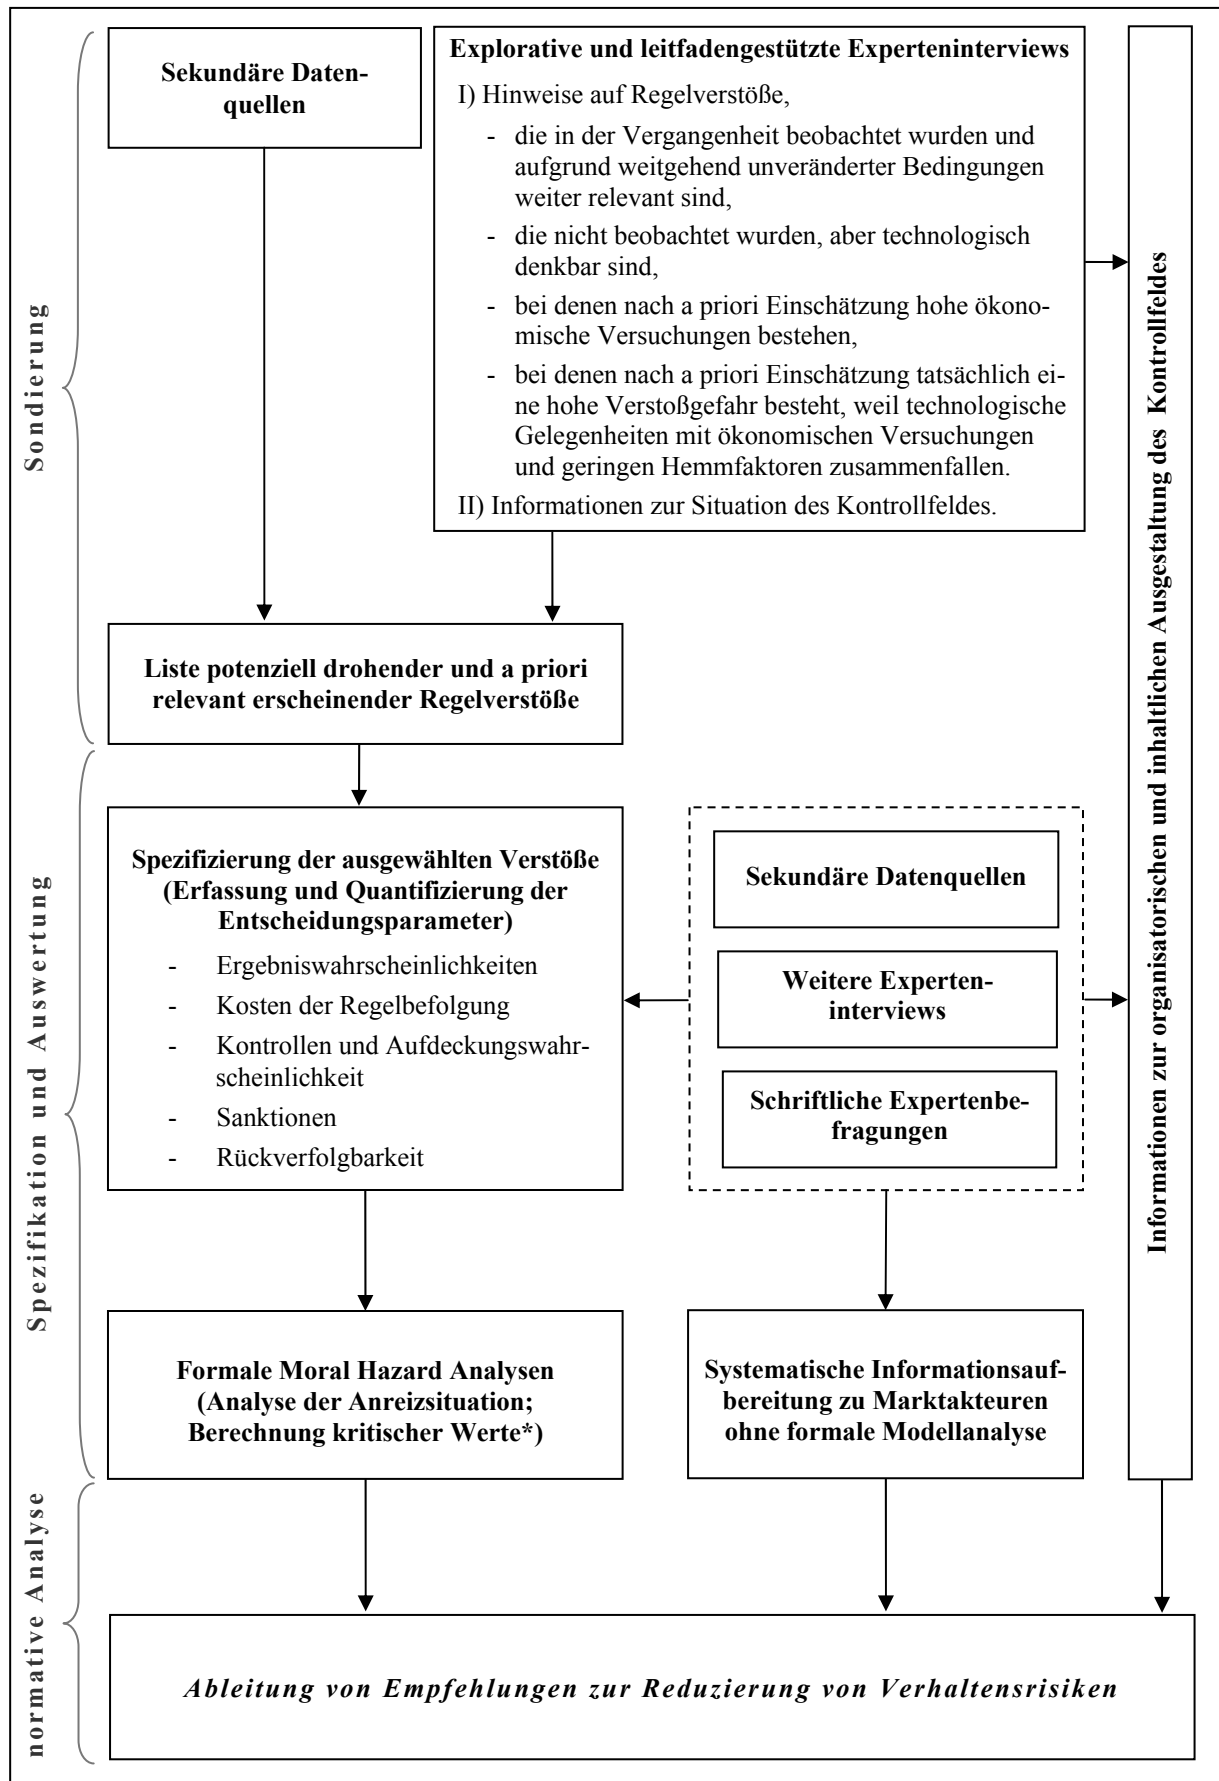 Sekundäre Daten-
quellen
Explorative und leitfadengestützte Experteninterviews
I) Hinweise auf Regelverstöße,
- die in der Vergangenheit beobachtet wurden und
aufgrund weitgehend unveränderter Bedingungen
weiter relevant sind,
- die nicht beobachtet wurden, aber technologisch
denkbar sind,
- bei denen nach a priori Einschätzung hohe ökono-
mische Versuchungen bestehen,
- bei denen nach a priori Einschätzung tatsächlich ei-
ne hohe Verstoßgefahr besteht, weil technologische
Gelegenheiten mit ökonomischen Versuchungen
und geringen Hemmfaktoren zusammenfallen.
II) Informationen zur Situation des Kontrollfeldes.
Informationen zur organisatorischen und inhaltlichen Ausgestaltung des Kontrollfeldes
Sondierung
Liste potenziell drohender und a priori
relevant erscheinender Regelverstöße
Spezifikation und Auswertung
Spezifizierung der ausgewählten Verstöße
(Erfassung und Quantifizierung der
Entscheidungsparameter)
- Ergebniswahrscheinlichkeiten
- Kosten der Regelbefolgung
- Kontrollen und Aufdeckungswahr-
scheinlichkeit
- Sanktionen
- Rückverfolgbarkeit
Sekundäre Datenquellen
Weitere Experten-
interviews
Schriftliche Expertenbe-
fragungen
Formale Moral Hazard Analysen
(Analyse der Anreizsituation;
Berechnung kritischer Werte*)
Systematische Informationsauf-
bereitung zu Marktakteuren
ohne formale Modellanalyse
normative Analyse
Ableitung von Empfehlungen zur Reduzierung von Verhaltensrisiken